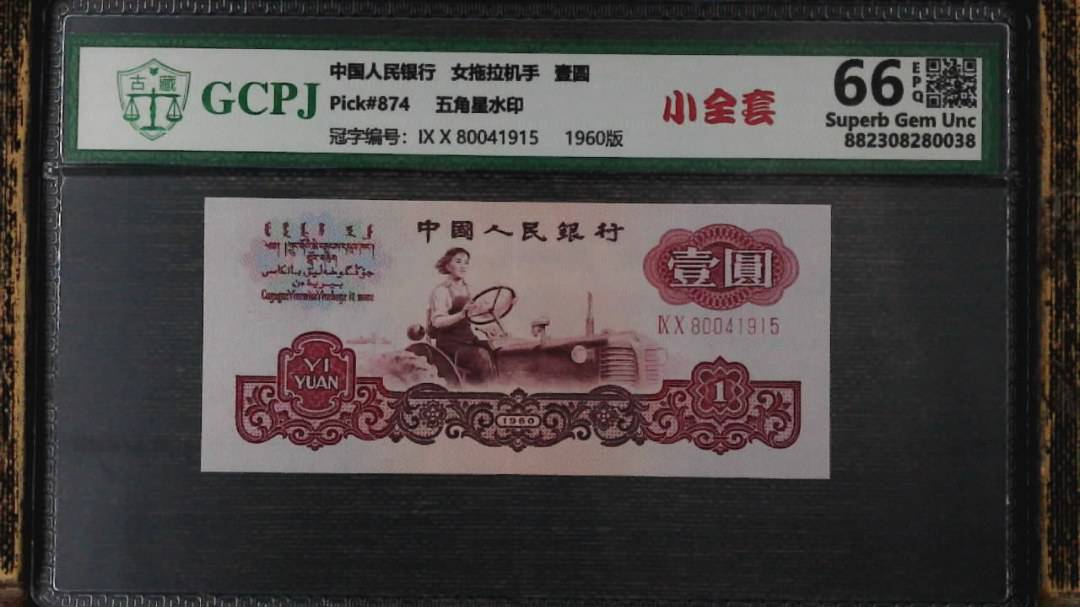 古藏
GCPJ
中国人民银行 女拖拉机手 壹圆
Pick#874 五角星水印
冠字编号：IX X 80041915 1960版
小全套
66
EPQ
Superb Gem Unc
882308280038
中國人民銀行
壹圓
IX X 80041915
YI
YUAN
1960
1